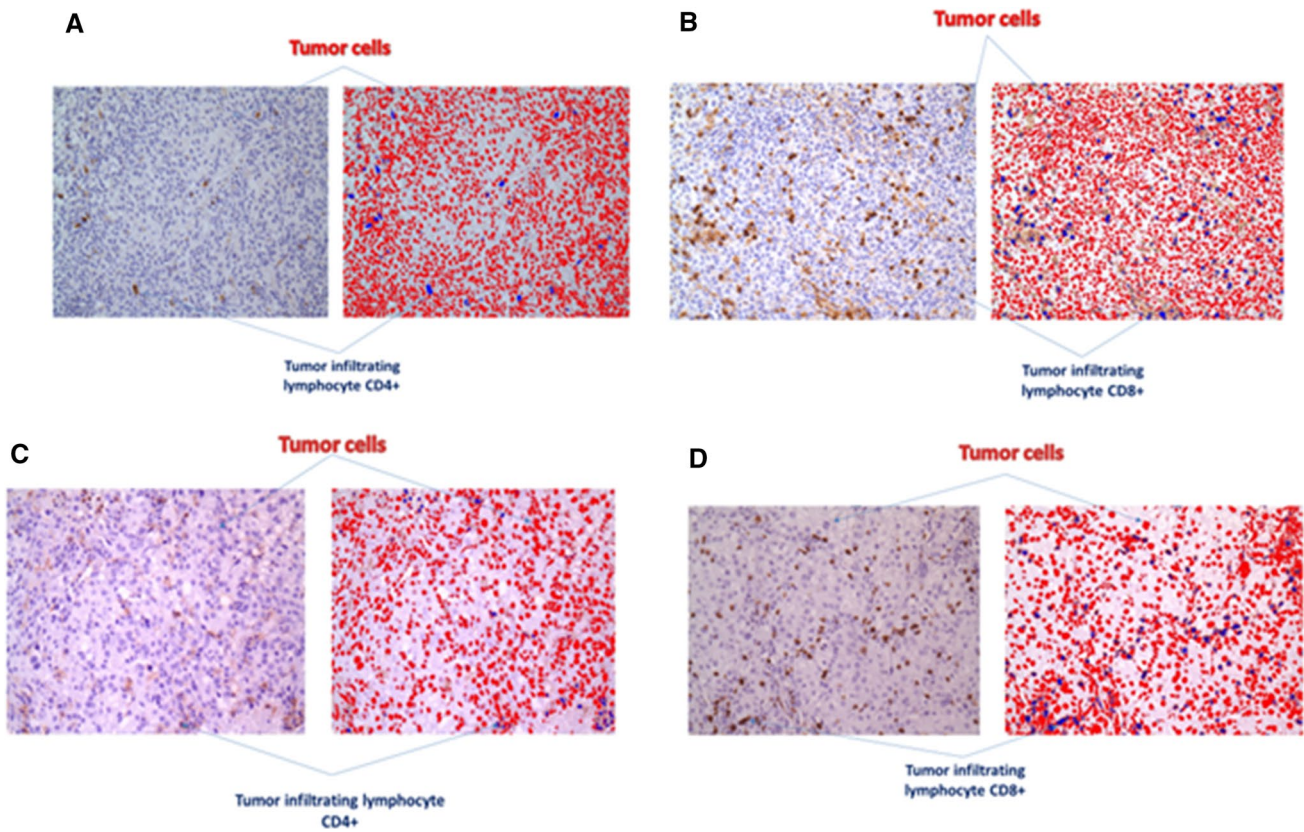 A
Tumor cells
Tumor infiltrating
lymphocyte CD4+
B
Tumor cells
Tumor infiltrating
lymphocyte CD8+
C
Tumor cells
Tumor infiltrating lymphocyte
CD4+
D
Tumor cells
Tumor infiltrating
lymphocyte CD8+